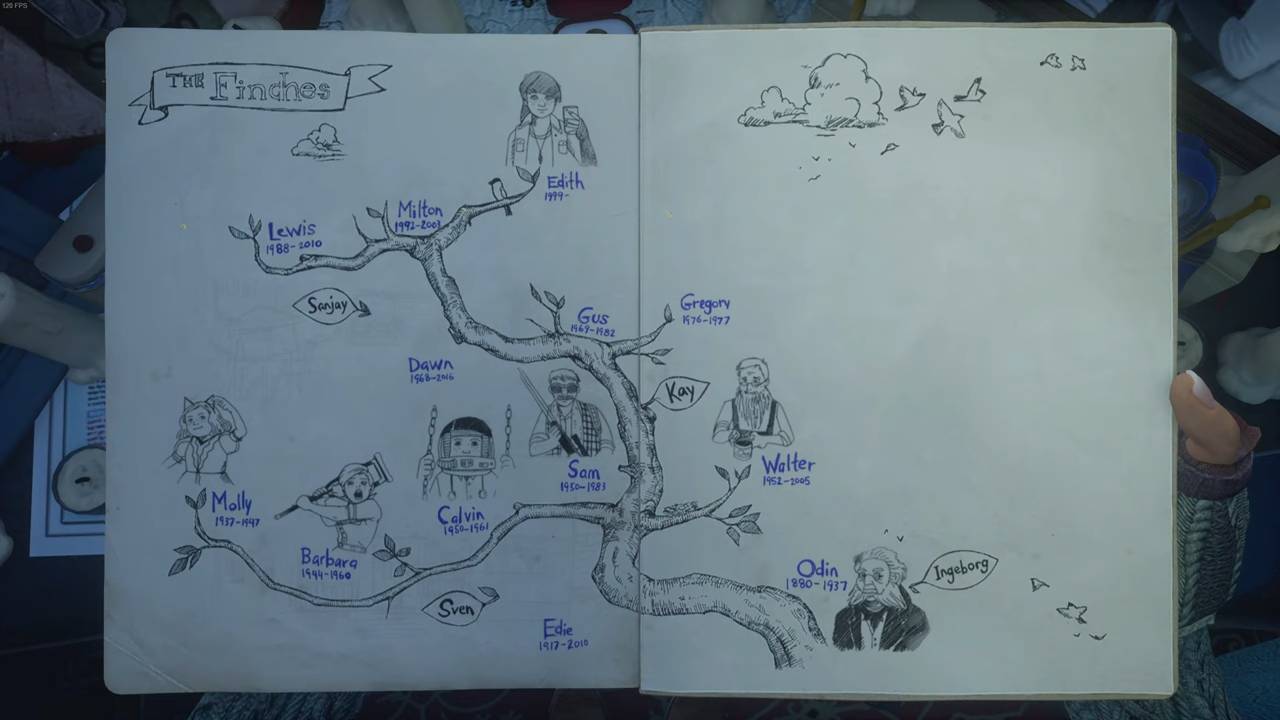 120 FPS
THE Finches
Edith
1999-
Milton
1992-2003
Lewis
1988-2010
Sanjay
Gus
1969-1982
Gregory
1976-1977
Dawn
1968-2016
Kay
Sam
1950-1983
Walter
1952-2005
Molly
1937-1947
Calvin
1950-1961
Barbara
1944-1960
Sven
Odin
1880-1937
Ingeborg
Edie
1917-2010